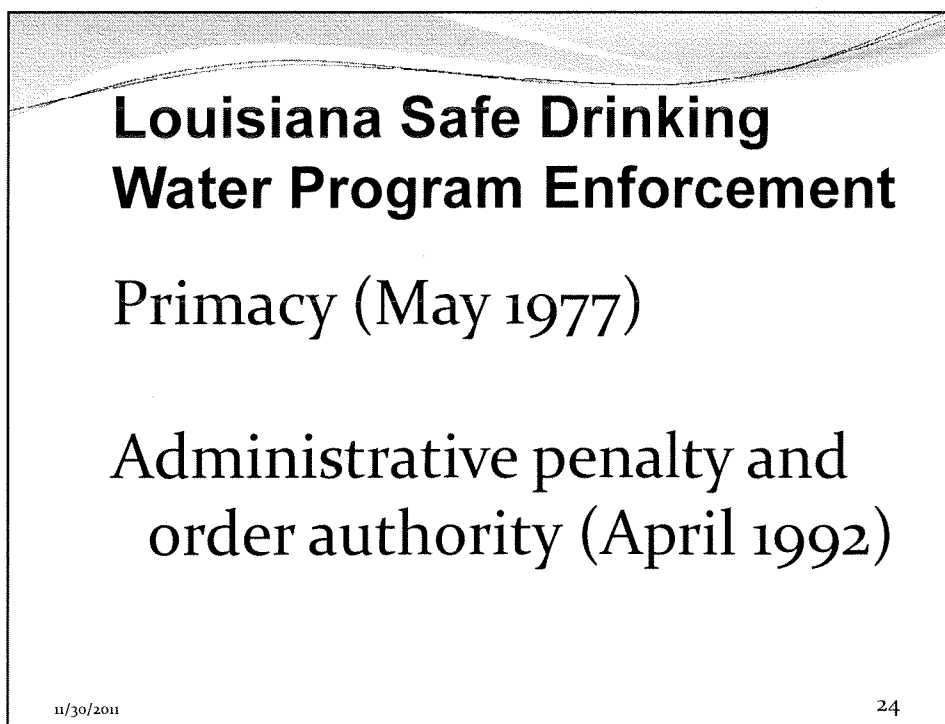 Louisiana Safe Drinking
Water Program Enforcement
Primacy (May 1977)
Administrative penalty and
order authority (April 1992)
11/30/2011
24